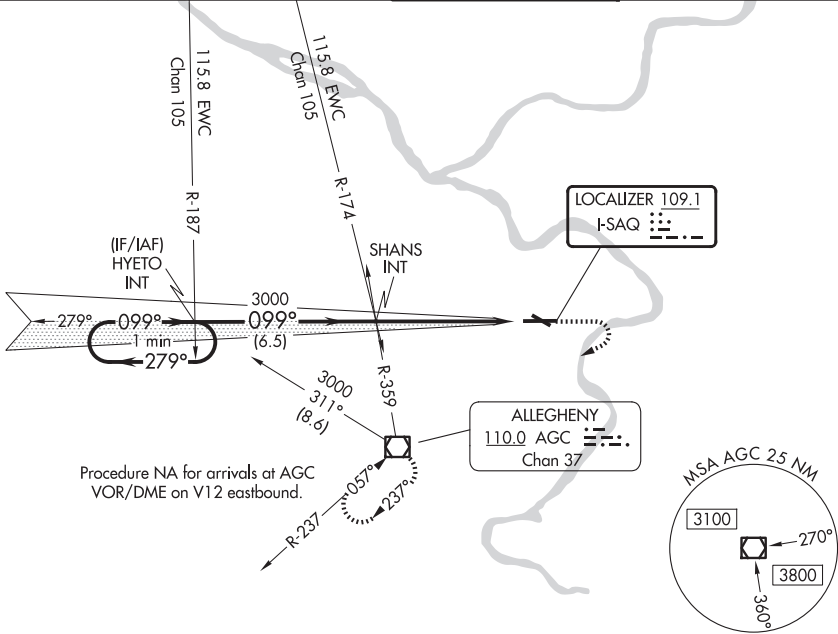 115.8 EWC
Chan 105
R-187
115.8 EWC
Chan 105
R-174
LOCALIZER 109.1
I-SAQ
(IF/IAF)
HYETO
INT
SHANS
INT
3000
279°
099°
099°
1 min
(6.5)
279°
R-359
3000
311°
(8.6)
ALLEGHENY
110.0 AGC
Chan 37
Procedure NA for arrivals at AGC
VOR/DME on V12 eastbound.
057°
237°
R-237
MSA AGC 25 NM
3100
270°
3800
360°